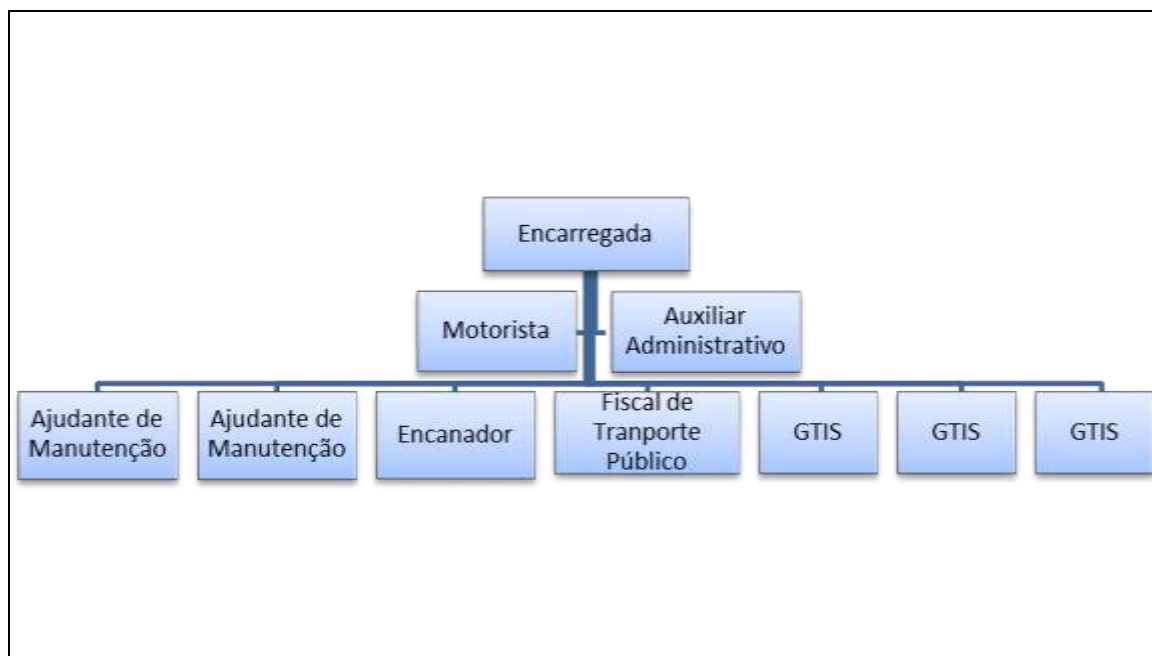 Encarregada
Motorista
Auxiliar
Administrativo
Ajudante de
Manutenção
Ajudante de
Manutenção
Encanador
Fiscal de
Tranporte
Público
GTIS
GTIS
GTIS